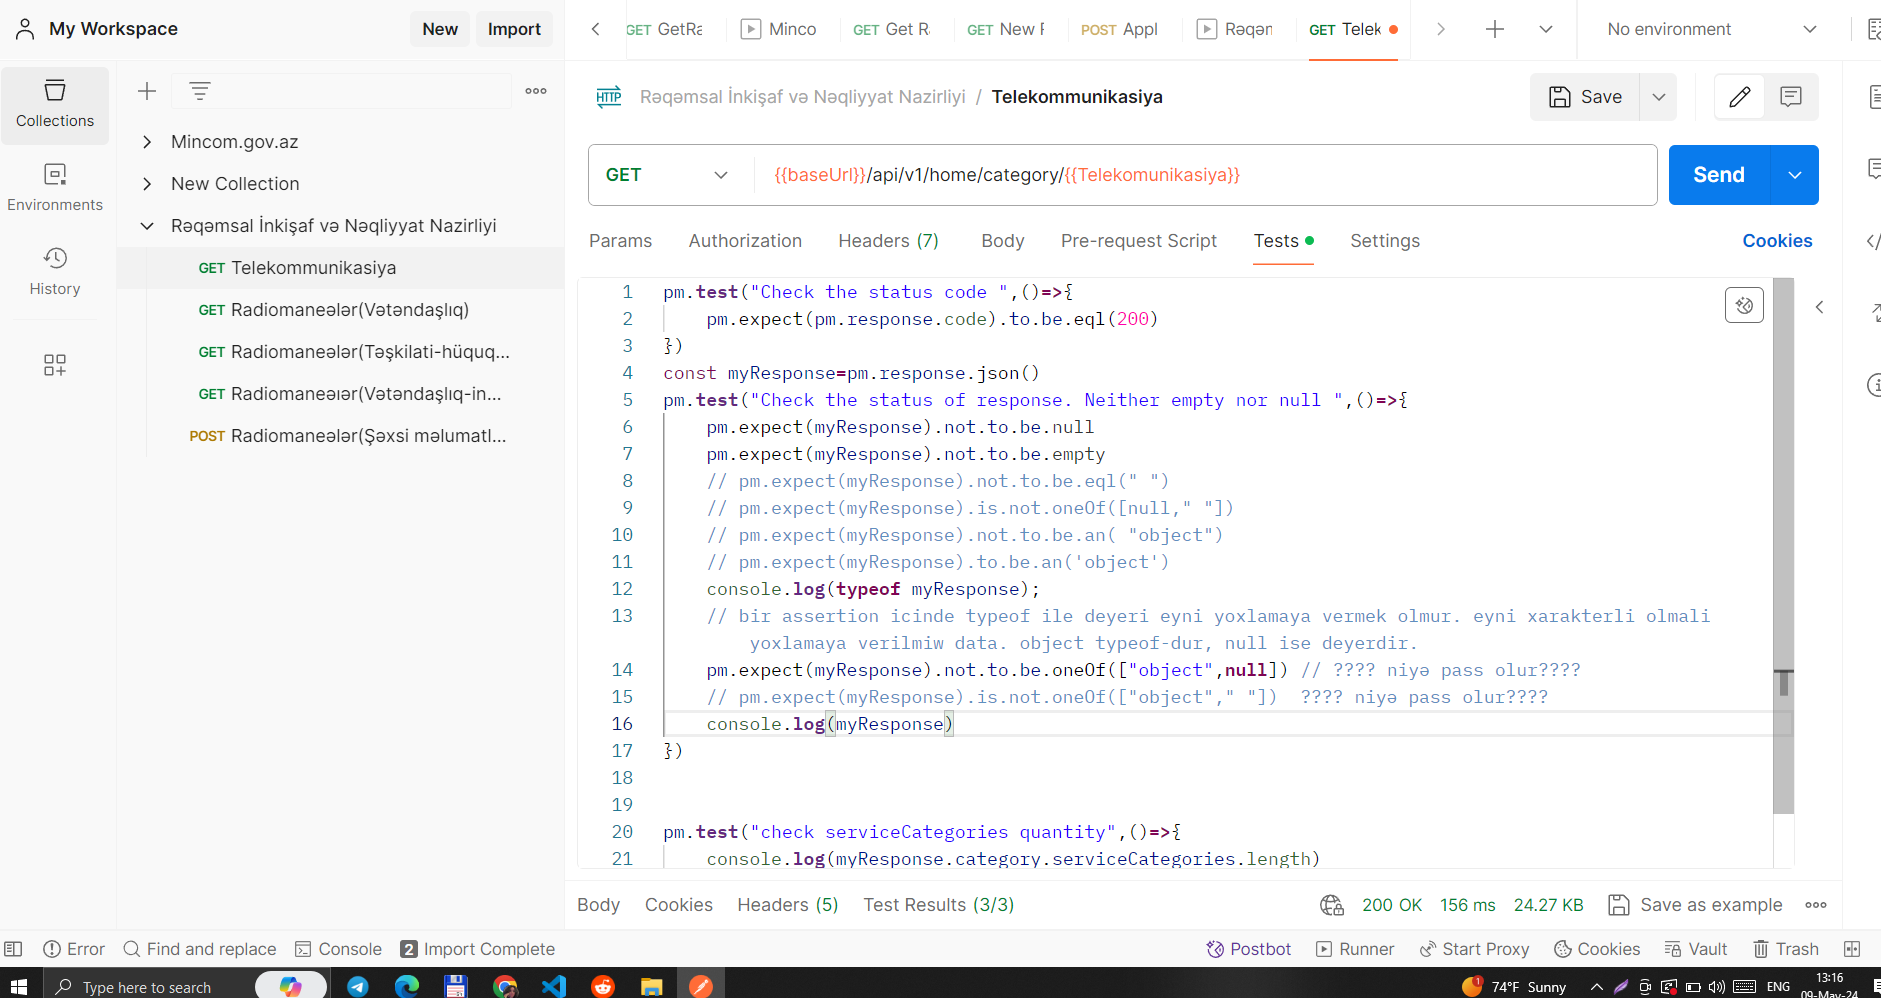 My Workspace
New
Import
GET GetRa
Minco
GET Get R
GET New F
POST Appl
Rəqən
GET Telek
No environment
Collections
Environments
History
Mincom.gov.az
New Collection
Rəqəmsal İnkişaf və Nəqliyyat Nazirliyi
GET Telekommunikasiya
GET Radiomaneələr(Vətəndaşlıq)
GET Radiomaneələr(Təşkilati-hüquq...
GET Radiomaneəıər(Vətəndaşlıq-in...
POST Radiomaneələr(Şəxsi məlumatl...
HTTP Rəqəmsal İnkişaf və Nəqliyyat Nazirliyi / Telekommunikasiya
Save
GET
{{baseUrl}}/api/v1/home/category/{{Telekomunikasiya}}
Send
Params
Authorization
Headers (7)
Body
Pre-request Script
Tests
Settings
Cookies
1 pm.test("Check the status code ",()=>{
2 pm.expect(pm.response.code).to.be.eql(200)
3 })
4 const myResponse=pm.response.json()
5 pm.test("Check the status of response. Neither empty nor null ",()=>{
6 pm.expect(myResponse).not.to.be.null
7 pm.expect(myResponse).not.to.be.empty
8 // pm.expect(myResponse).not.to.be.eql(" ")
9 // pm.expect(myResponse).is.not.oneOf([null," "])
10 // pm.expect(myResponse).not.to.be.an( "object")
11 // pm.expect(myResponse).to.be.an('object')
12 console.log(typeof myResponse);
13 // bir assertion icinde typeof ile deyeri eyni yoxlamaya vermek olmur. eyni xarakterli olmali
yoxlamaya verilmiw data. object typeof-dur, null ise deyerdir.
14 pm.expect(myResponse).not.to.be.oneOf(["object",null]) // ???? niyə pass olur????
15 // pm.expect(myResponse).is.not.oneOf(["object"," "])  ???? niyə pass olur????
16 console.log(myResponse)
17 })
18
19
20 pm.test("check serviceCategories quantity",()=>{
21 console.log(myResponse.category.serviceCategories.length)
Body
Cookies
Headers (5)
Test Results (3/3)
200 OK
156 ms
24.27 KB
Save as example
Error
Find and replace
Console
2 Import Complete
Postbot
Runner
Start Proxy
Cookies
Vault
Trash
Type here to search
1
74°F Sunny
ENG
13:16
09-May-24